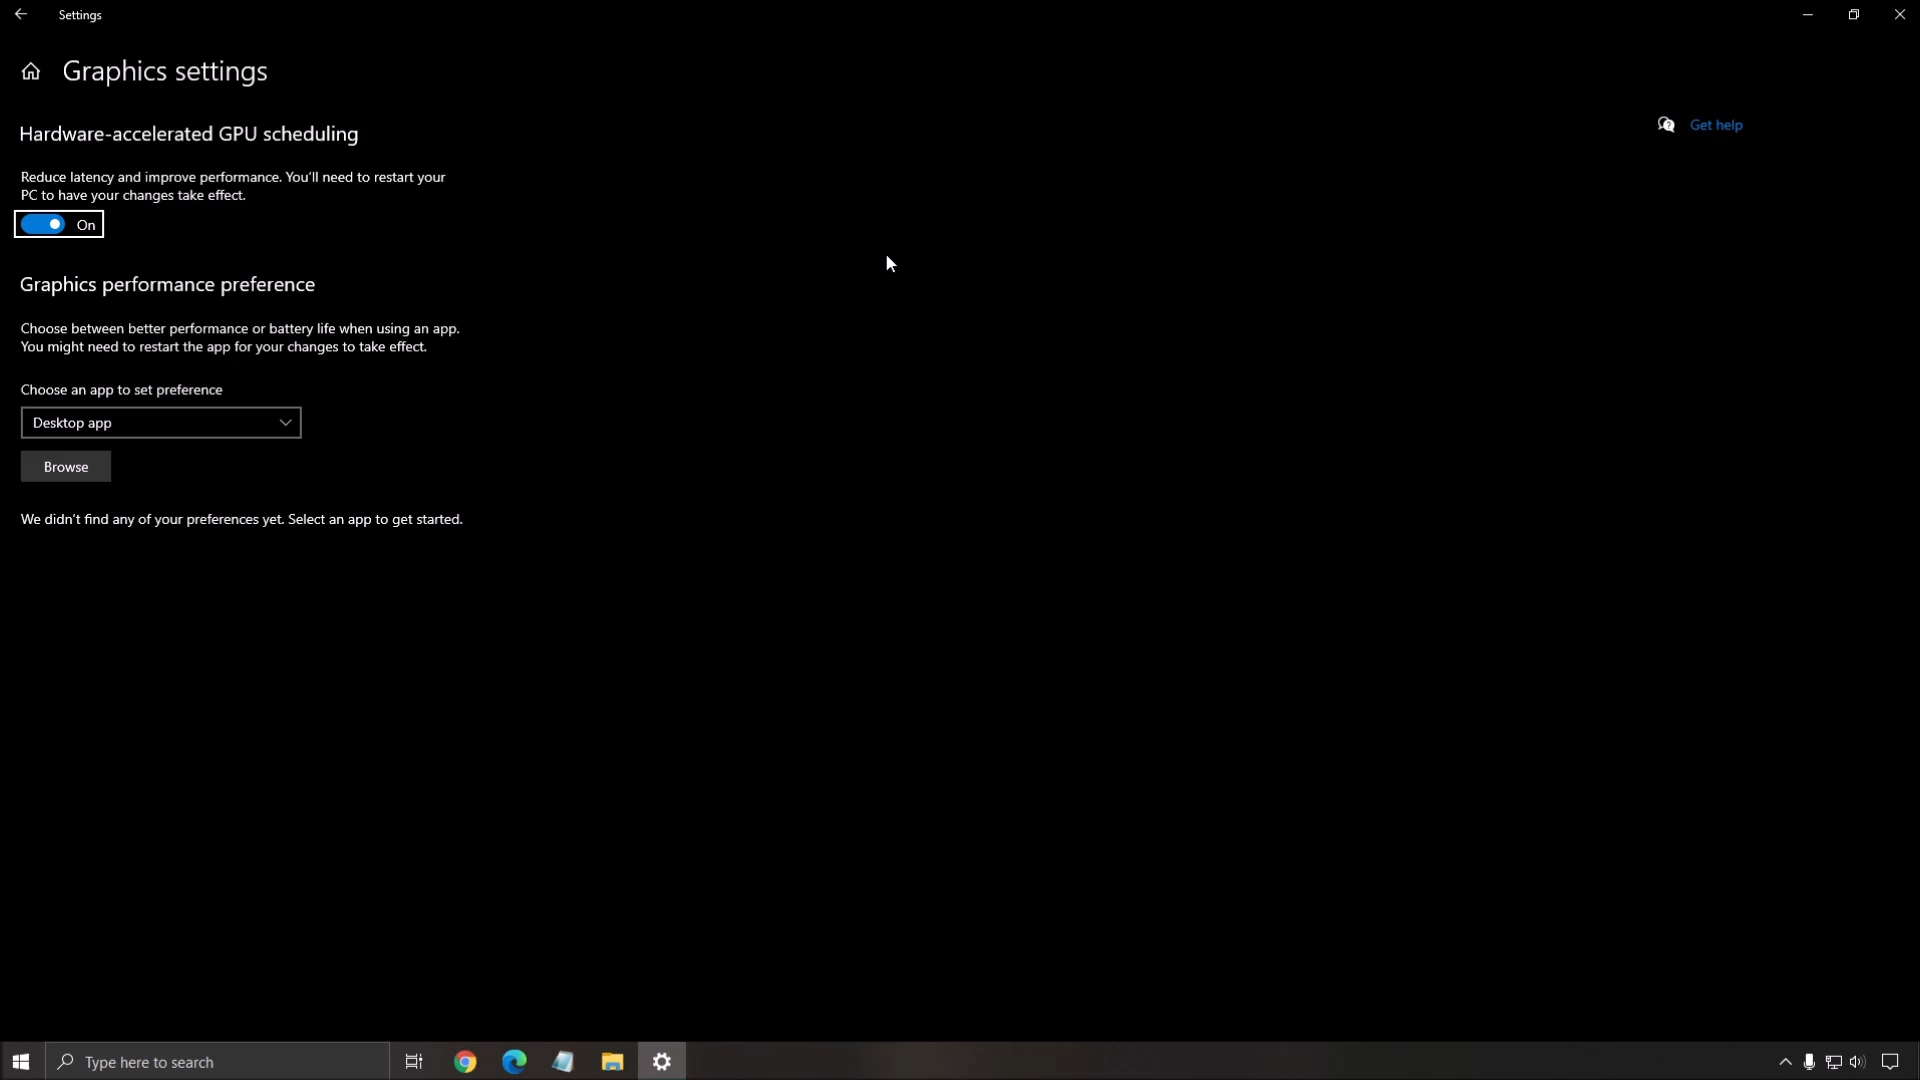 Settings
Graphics settings
Hardware-accelerated GPU scheduling
Get help
Reduce latency and improve performance. You'll need to restart your
PC to have your changes take effect.
On
Graphics performance preference
Choose between better performance or battery life when using an app.
You might need to restart the app for your changes to take effect.
Choose an app to set preference
Desktop app
Browse
We didn't find any of your preferences yet. Select an app to get started.
Type here to search